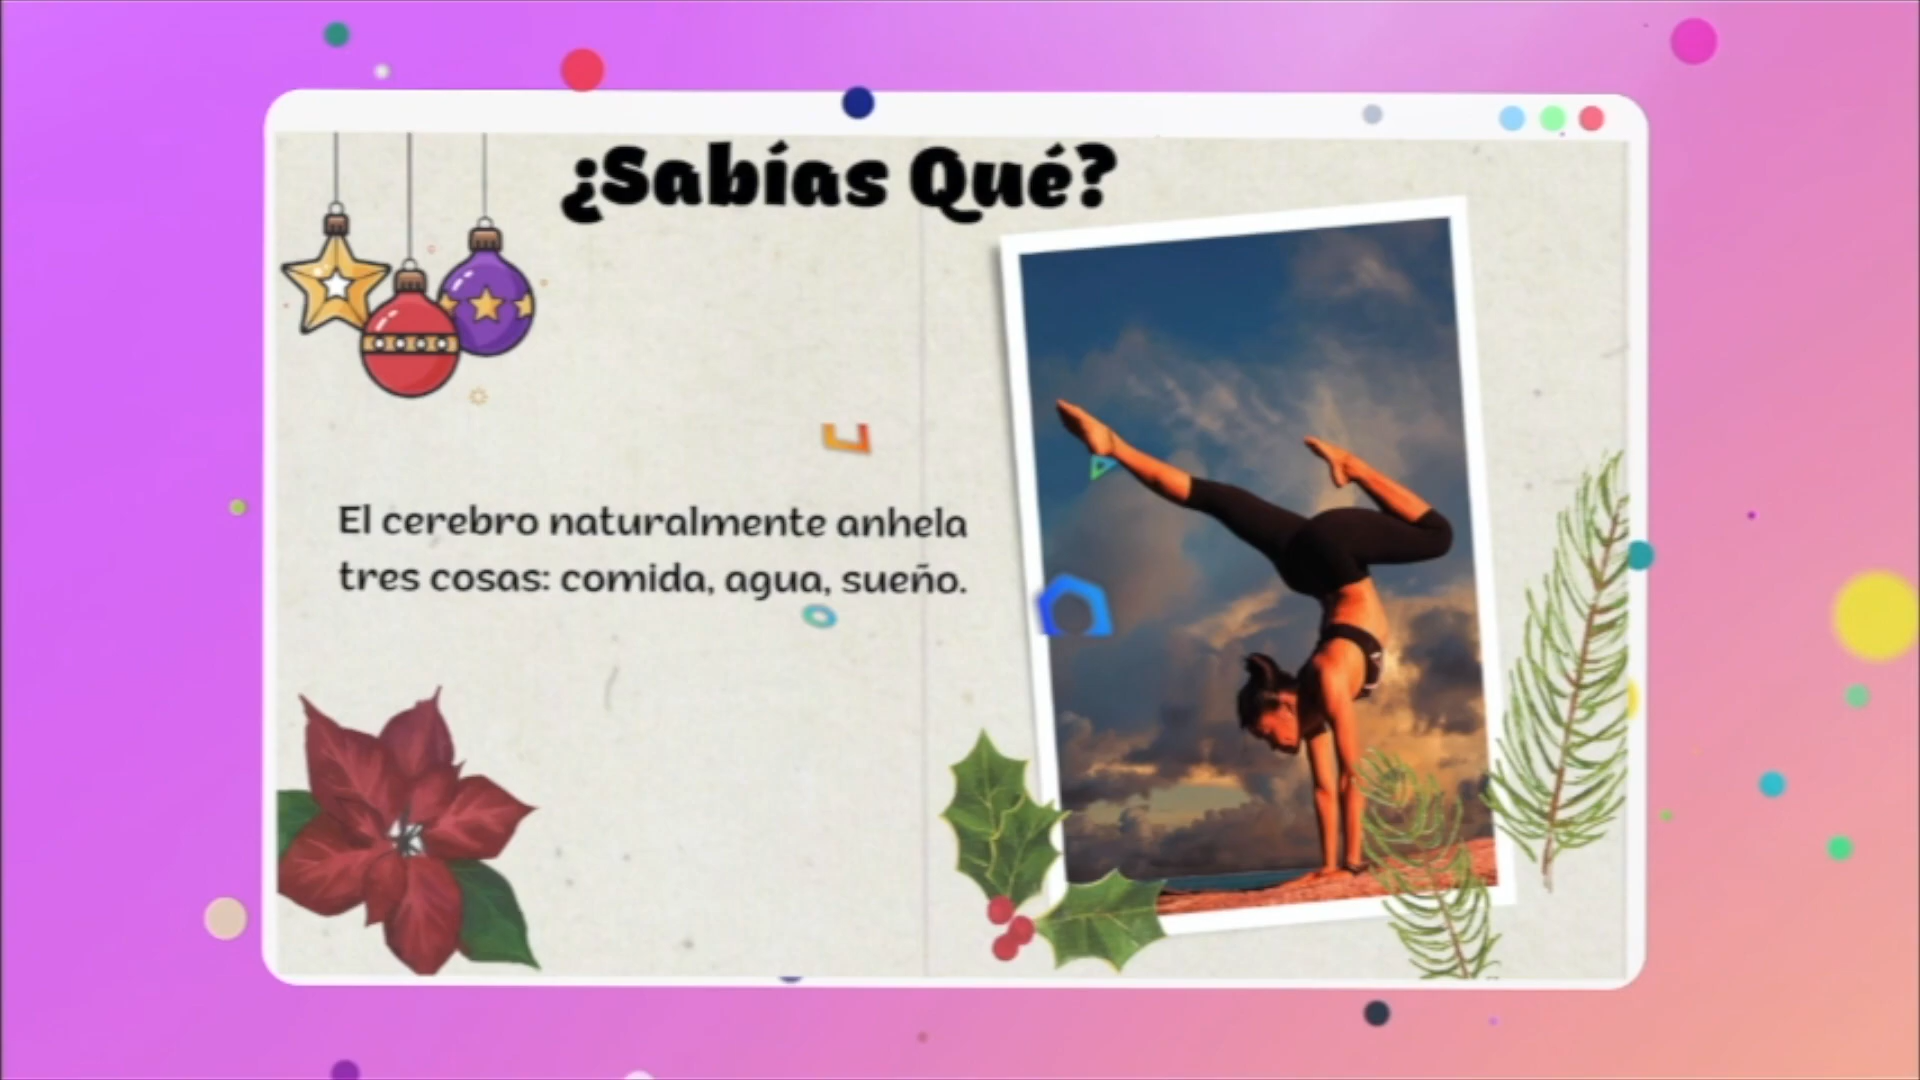 ¿Sabías Qué?
El cerebro naturalmente anhela
tres cosas: comida, agua, sueño.